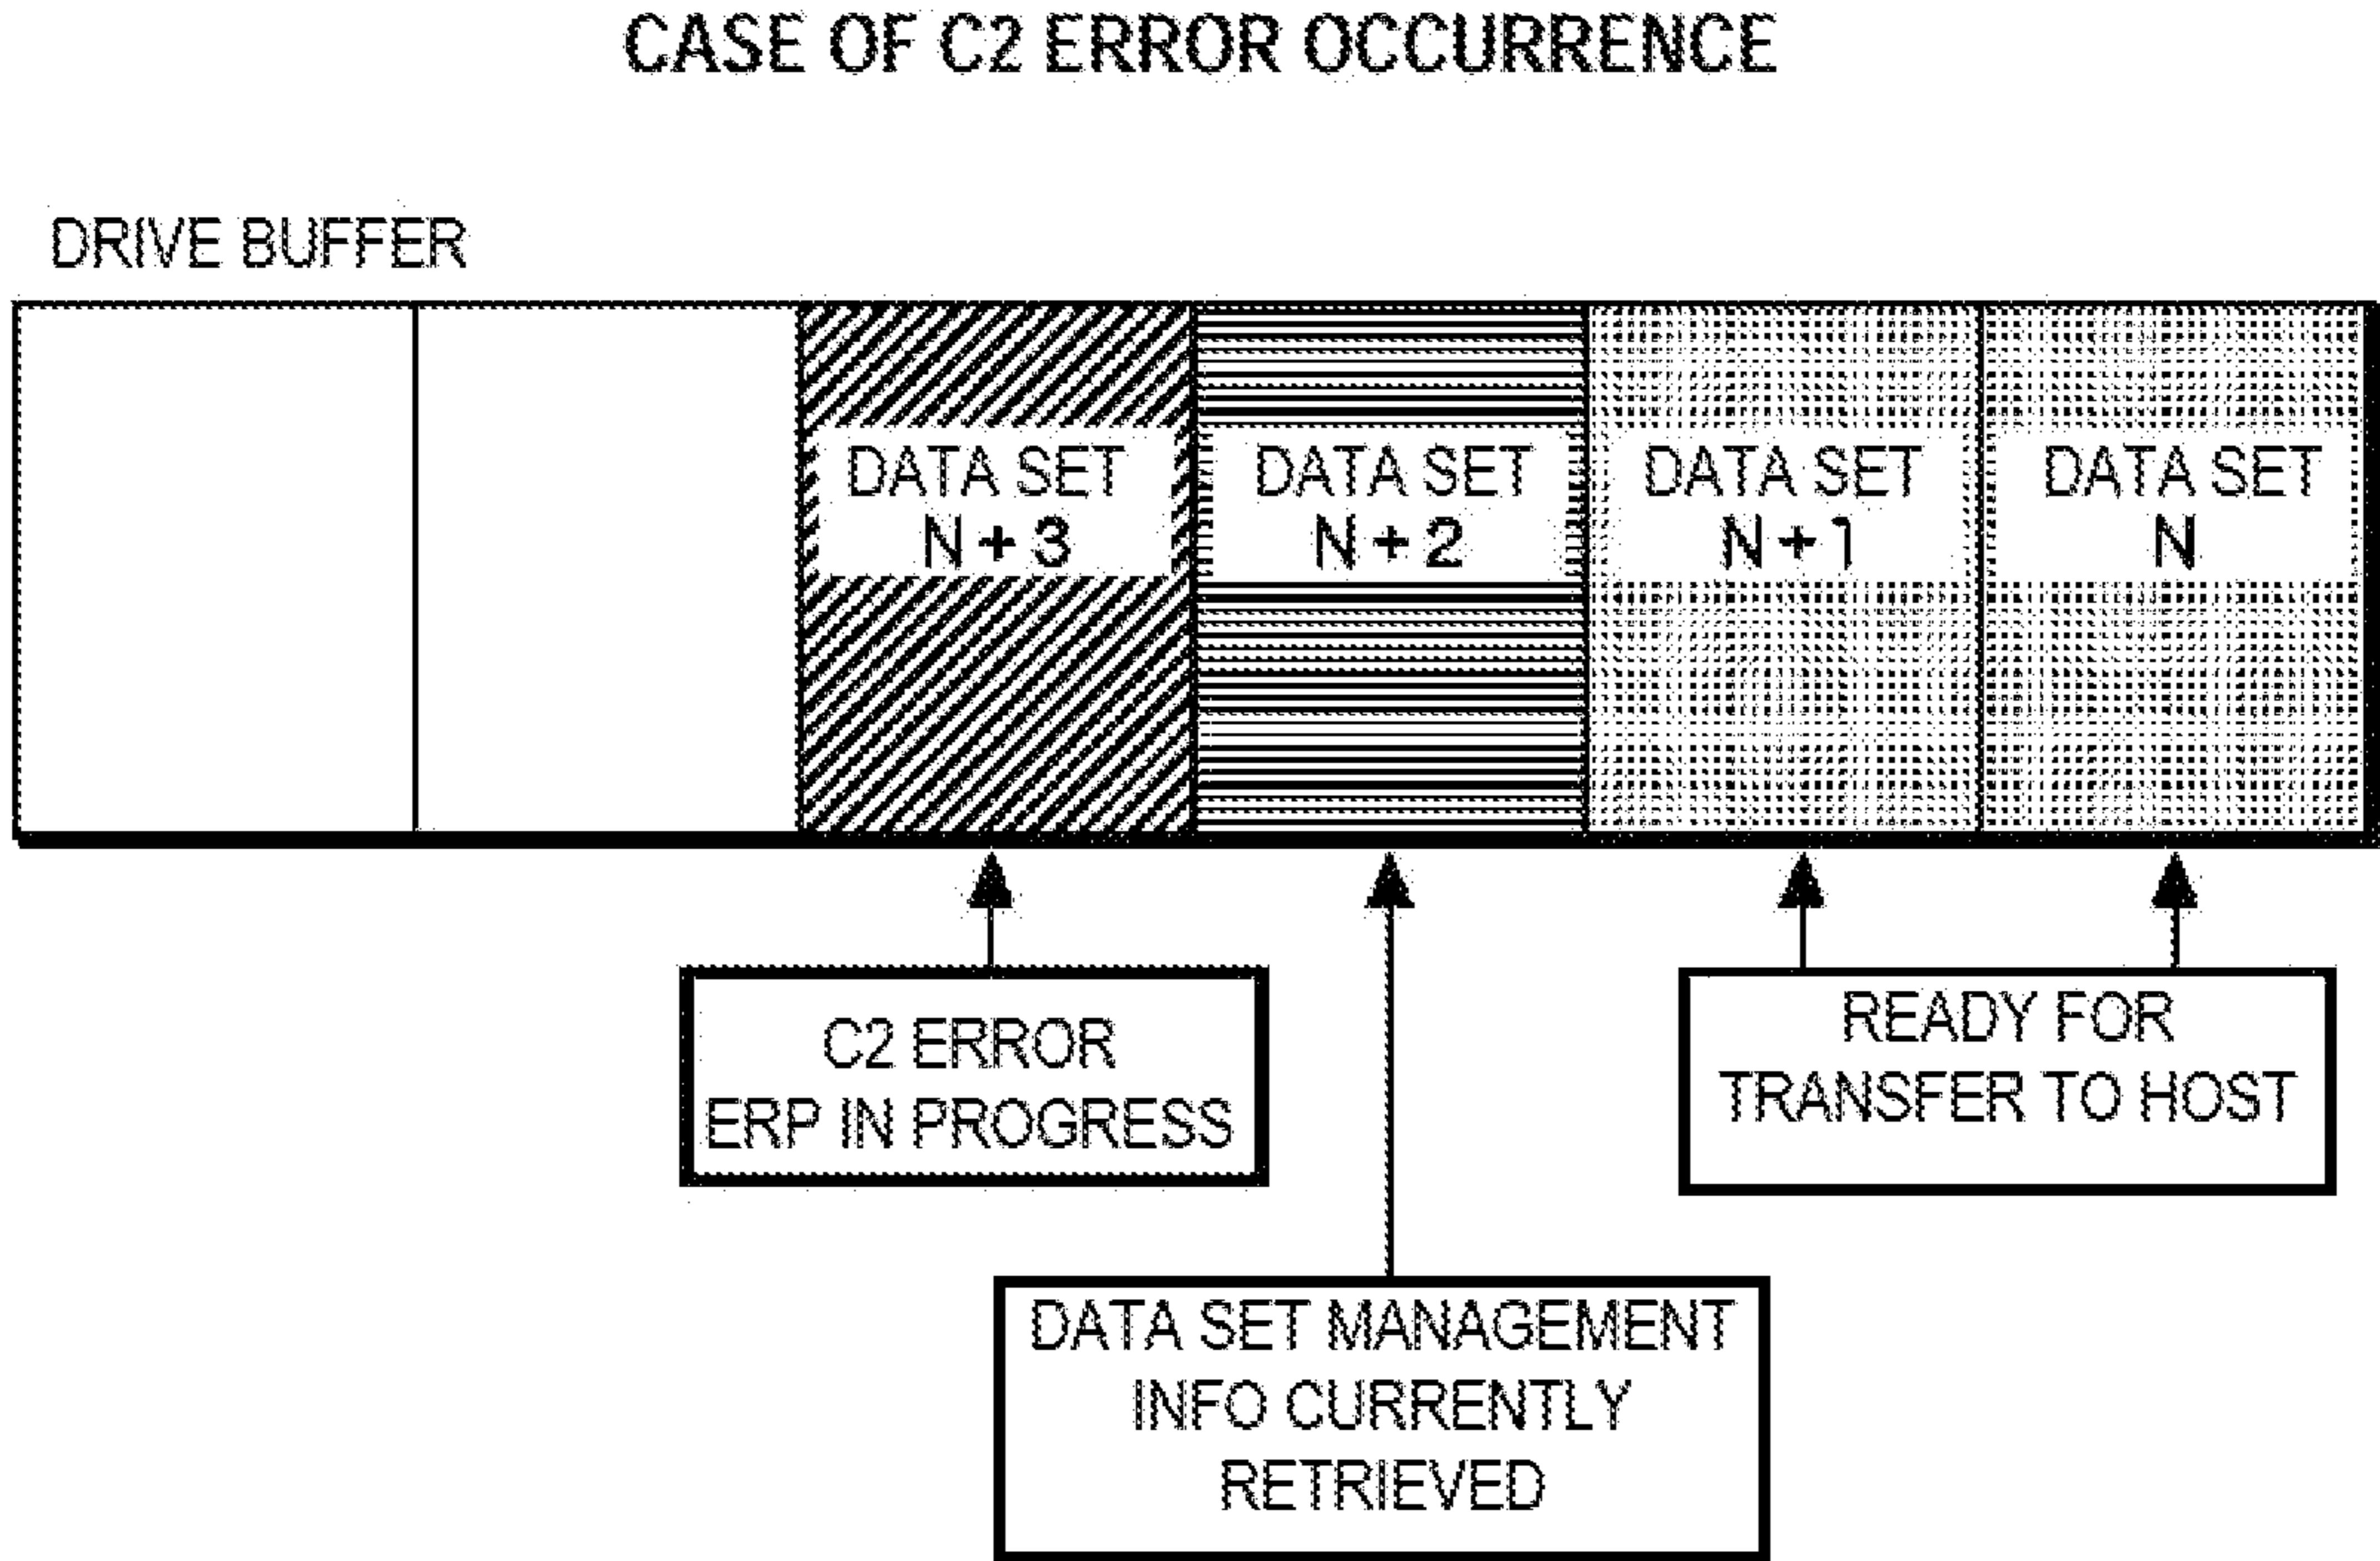 CASE OF C2 ERROR OCCURRENCE
DRIVE BUFFER
DATA SET
N + 3
DATA SET
N + 2
DATA SET
N + 1
DATA SET
N
C2 ERROR
ERP IN PROGRESS
READY FOR
TRANSFER TO HOST
DATA SET MANAGEMENT
INFO CURRENTLY
RETRIEVED